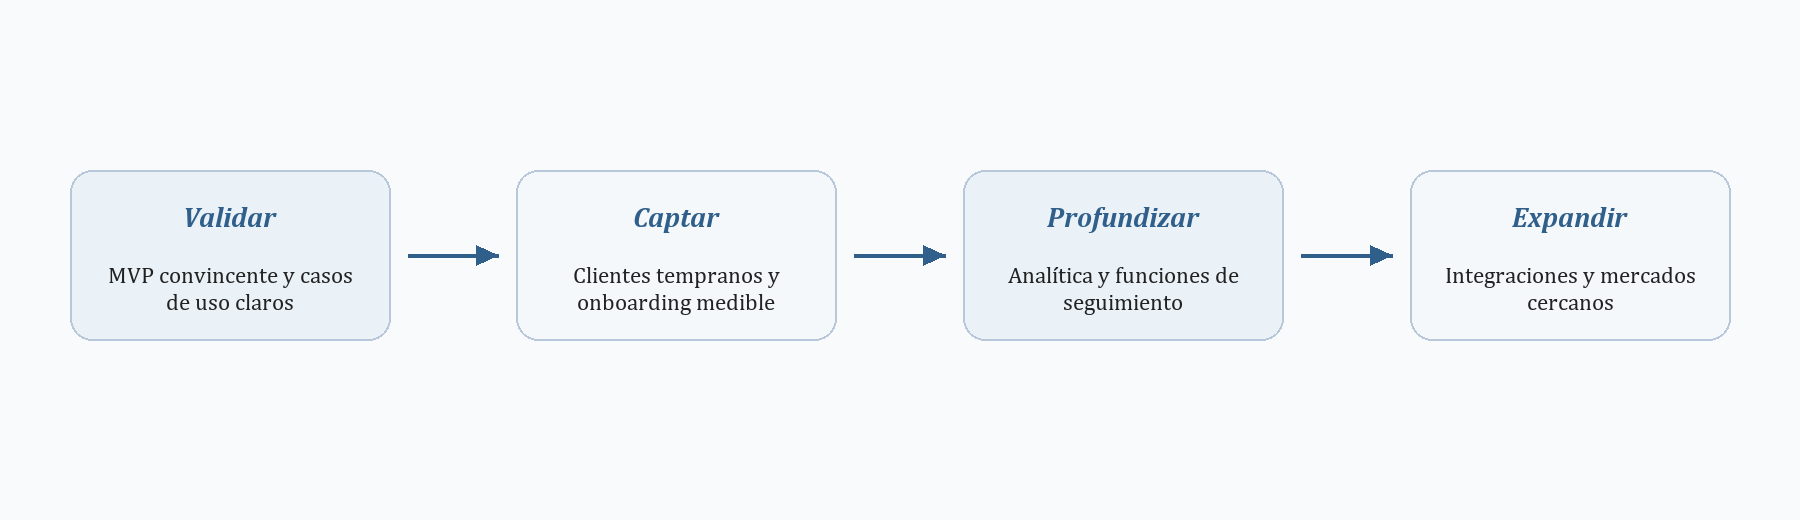 Validar
MVP convincente y casos
de uso claros
Captar
Clientes tempranos y
onboarding medible
Profundizar
Analítica y funciones de
seguimiento
Expandir
Integraciones y mercados
cercanos